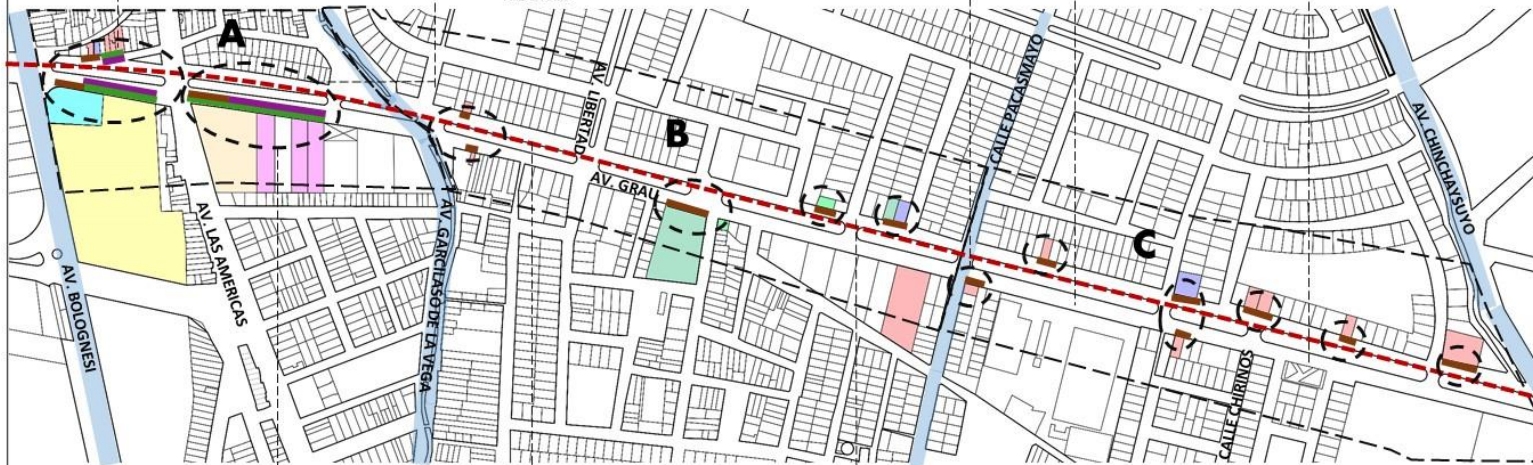 A
B
C
AV. LIBERTAD
AV. GRAU
CALLE PACASMAYO
AV. CHINCHAYSUYO
AV. BOLOGNESI
AV. LAS AMERICAS
AV. GARCILASO DE LA VEGA
CALLE CHIRINOS